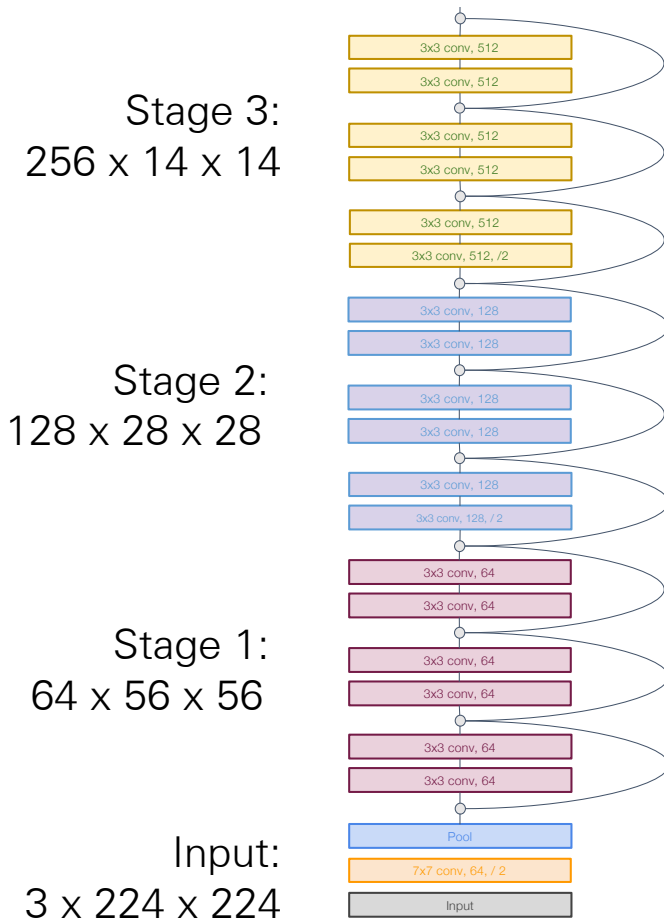 3x3 conv, 512
3x3 conv, 512
Stage 3:
256 x 14 x 14
3x3 conv, 512
3x3 conv, 512
3x3 conv, 512
3x3 conv, 512, /2
3x3 conv, 128
3x3 conv, 128
Stage 2:
128 x 28 x 28
3x3 conv, 128
3x3 conv, 128
3x3 conv, 128
3x3 conv, 128, / 2
3x3 conv, 64
3x3 conv, 64
Stage 1:
64 x 56 x 56
3x3 conv, 64
3x3 conv, 64
3x3 conv, 64
3x3 conv, 64
Input:
3 x 224 x 224
Pool
7x7 conv, 64, / 2
Input